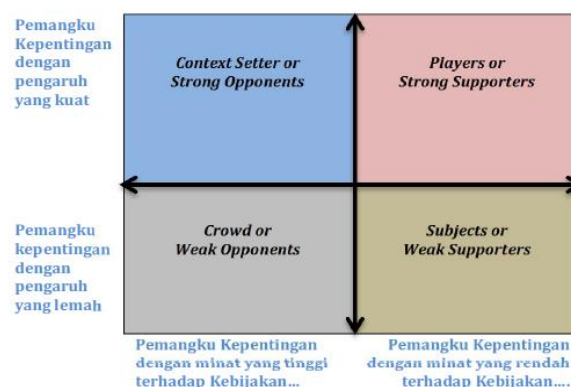 Pemangku
Kepentingan
dengan
pengaruh
yang kuat
Context Setter or
Strong Opponents
Players or
Strong Supporters
Pemangku
kepentingan
dengan
pengaruh
yang lemah
Crowd or
Weak Opponents
Subjects or
Weak Supporters
Pemangku Kepentingan
dengan minat yang tinggi
terhadap Kebijakan...
Pemangku Kepentingan
dengan minat yang rendah
terhadap Kebijakan....